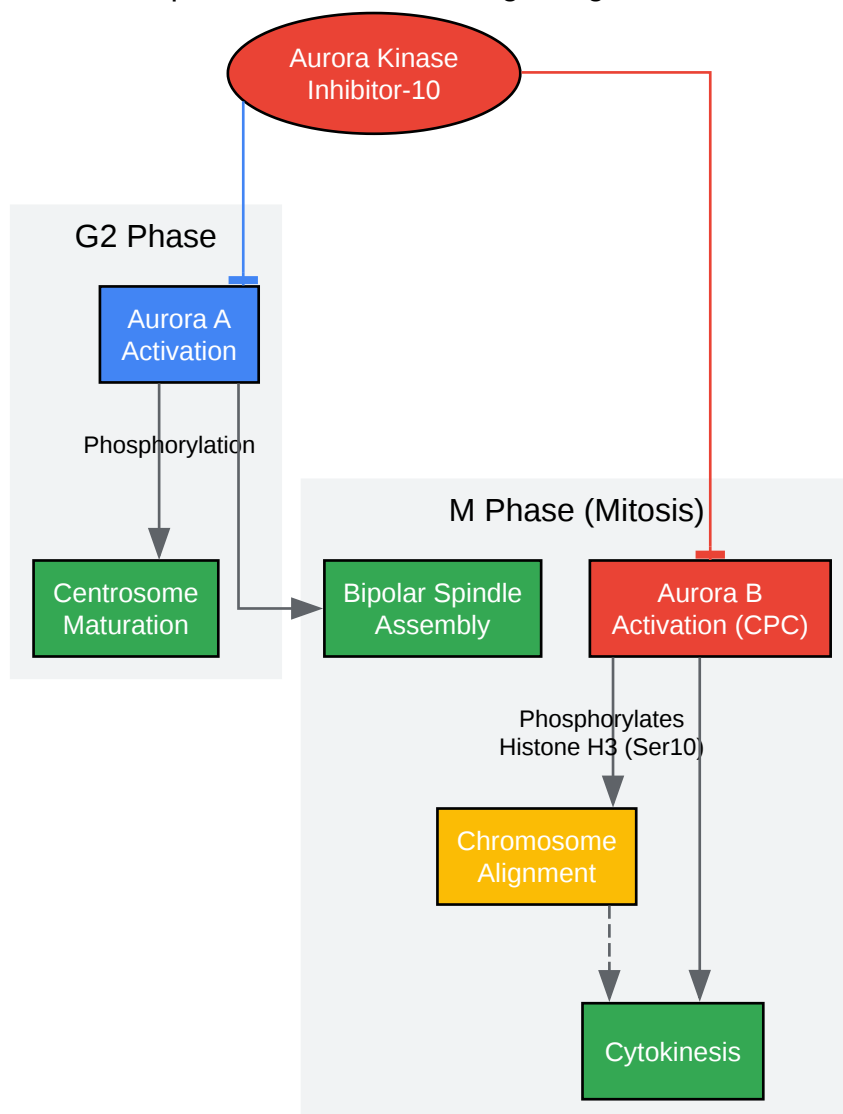 Aurora Kinase
Inhibitor-10
G2 Phase
Aurora A
Activation
Phosphorylation
Centrosome
Maturation
M Phase (Mitosis)
Bipolar Spindle
Assembly
Aurora B
Activation (CPC)
Phosphorylates
Histone H3 (Ser10)
Chromosome
Alignment
Cytokinesis